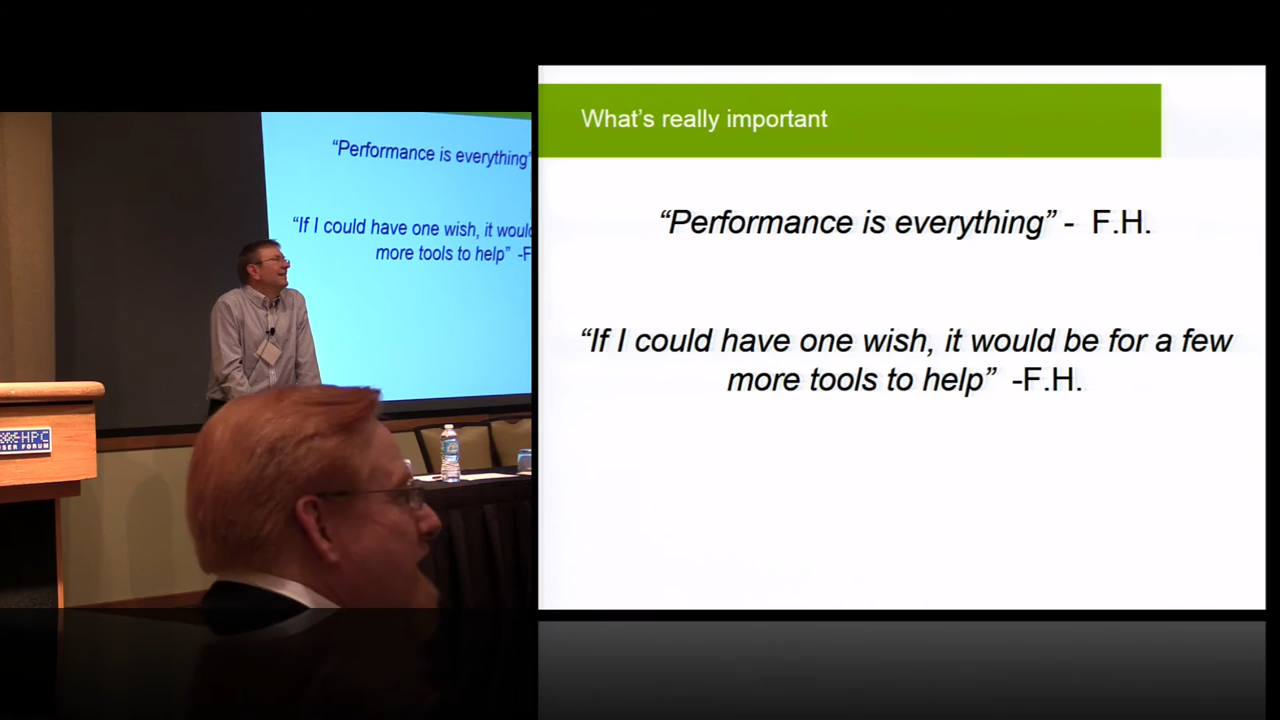 What's really important
“Performance is everything” - F.H.
“If I could have one wish, it would be for a few
more tools to help” -F.H.
“Performance is everything”
“If I could have one wish, it would
more tools to help” -F
HPC
USER FORUM